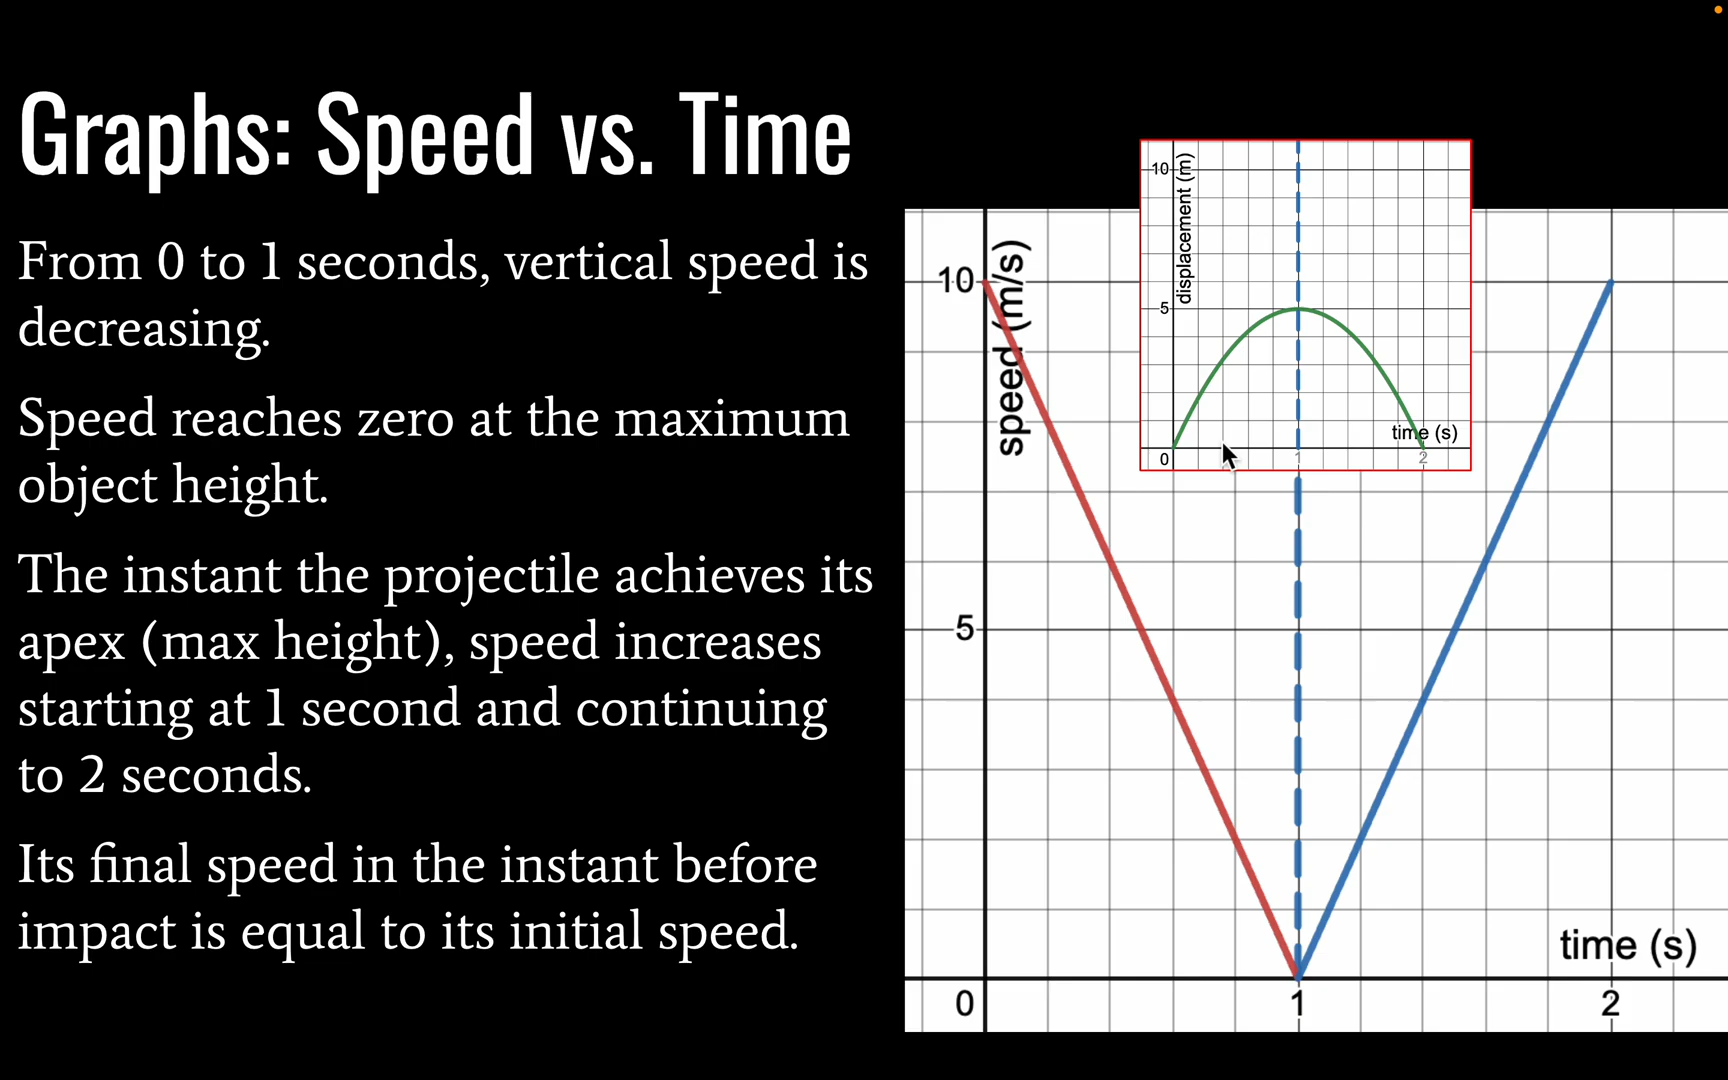 Graphs: Speed vs. Time
From 0 to 1 seconds, vertical speed is
decreasing.
Speed reaches zero at the maximum
object height.
The instant the projectile achieves its
apex (max height), speed increases
starting at 1 second and continuing
to 2 seconds.
Its final speed in the instant before
impact is equal to its initial speed.
10
speed (m/s)
5
0
1
2
time (s)
10
displacement (m)
5
time (s)
0
1
2